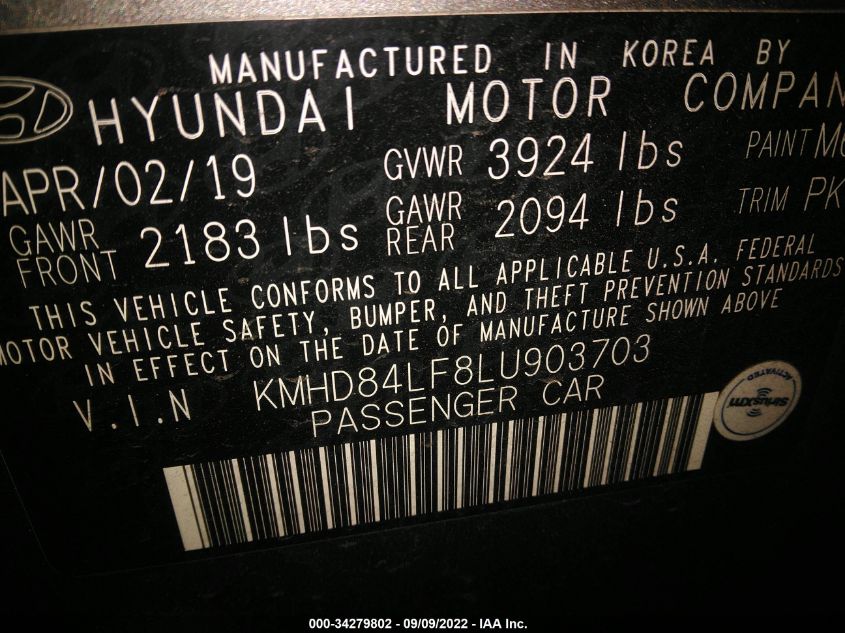 MANUFACTURED IN KOREA BY
HYUNDAI MOTOR COMPAN
APR/02/19 GVWR 3924 lbs PAINT
GAWR FRONT 2183 lbs GAWR REAR 2094 lbs TRIM PK
THIS VEHICLE CONFORMS TO ALL APPLICABLE U.S.A. FEDERAL
MOTOR VEHICLE SAFETY, BUMPER, AND THEFT PREVENTION STANDARDS
IN EFFECT ON THE DATE OF MANUFACTURE SHOWN ABOVE
V.I.N KMHD84LF8LU903703
PASSENGER CAR
(((SiriusXM)))
ACTIVATED
000-34279802 - 09/09/2022 - IAA Inc.